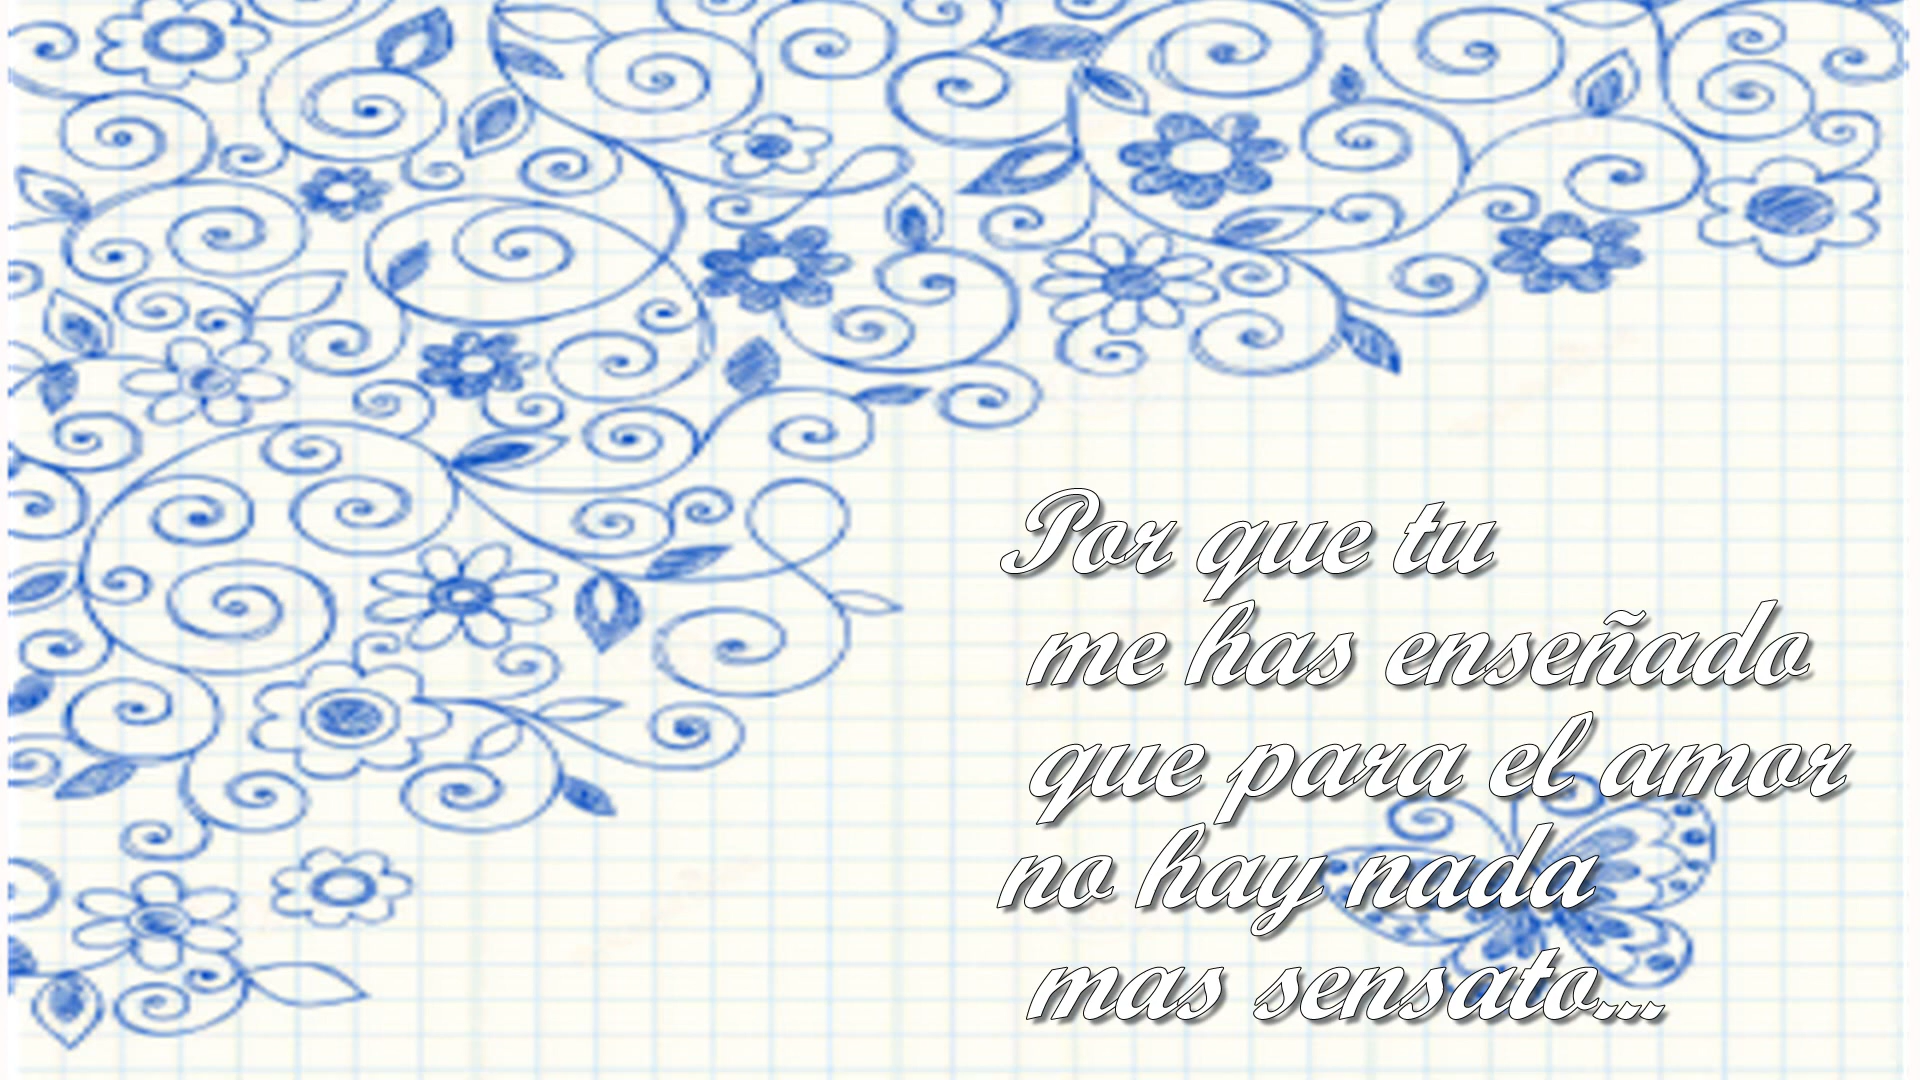 Por que tu
me has enseñado
que para el amor
no hay nada
mas sensato...